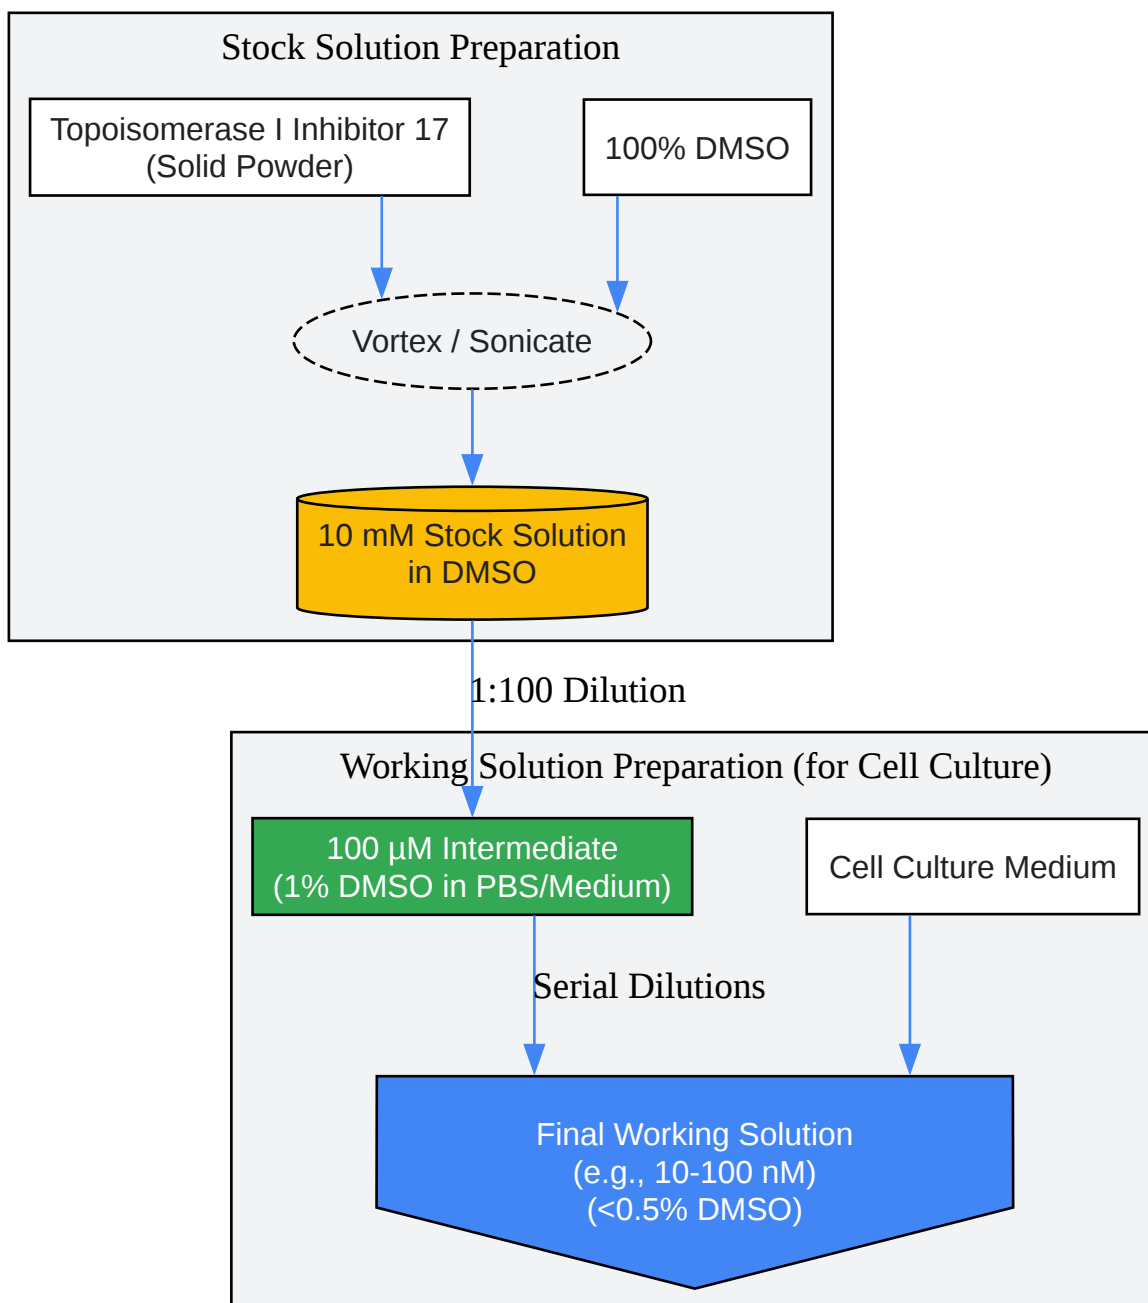 Stock Solution Preparation
Topoisomerase I Inhibitor 17
(Solid Powder)
100% DMSO
Vortex / Sonicate
10 mM Stock Solution
in DMSO
1:100 Dilution
Working Solution Preparation (for Cell Culture)
100 µM Intermediate
(1% DMSO in PBS/Medium)
Cell Culture Medium
Serial Dilutions
Final Working Solution
(e.g., 10-100 nM)
(<0.5% DMSO)